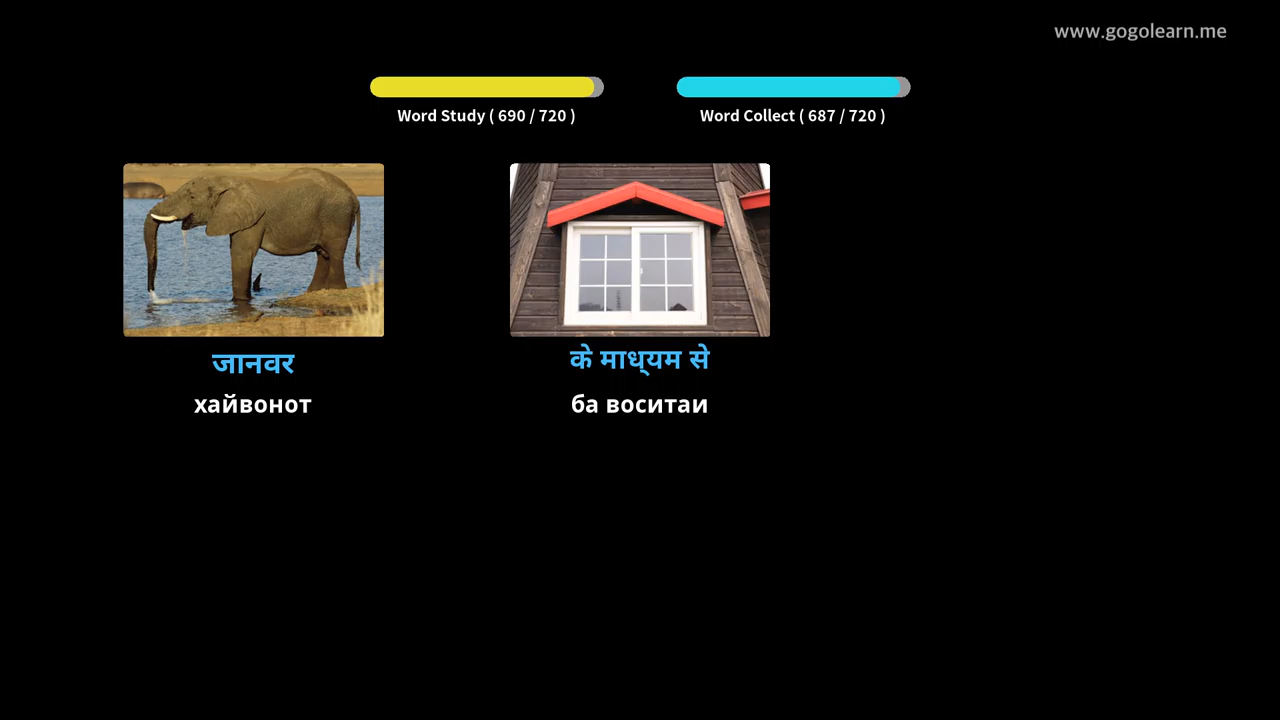 www.gogolearn.me
Word Study ( 690 / 720 )
Word Collect ( 687 / 720 )
जानवर
хайвонот
के माध्यम से
ба воситаи